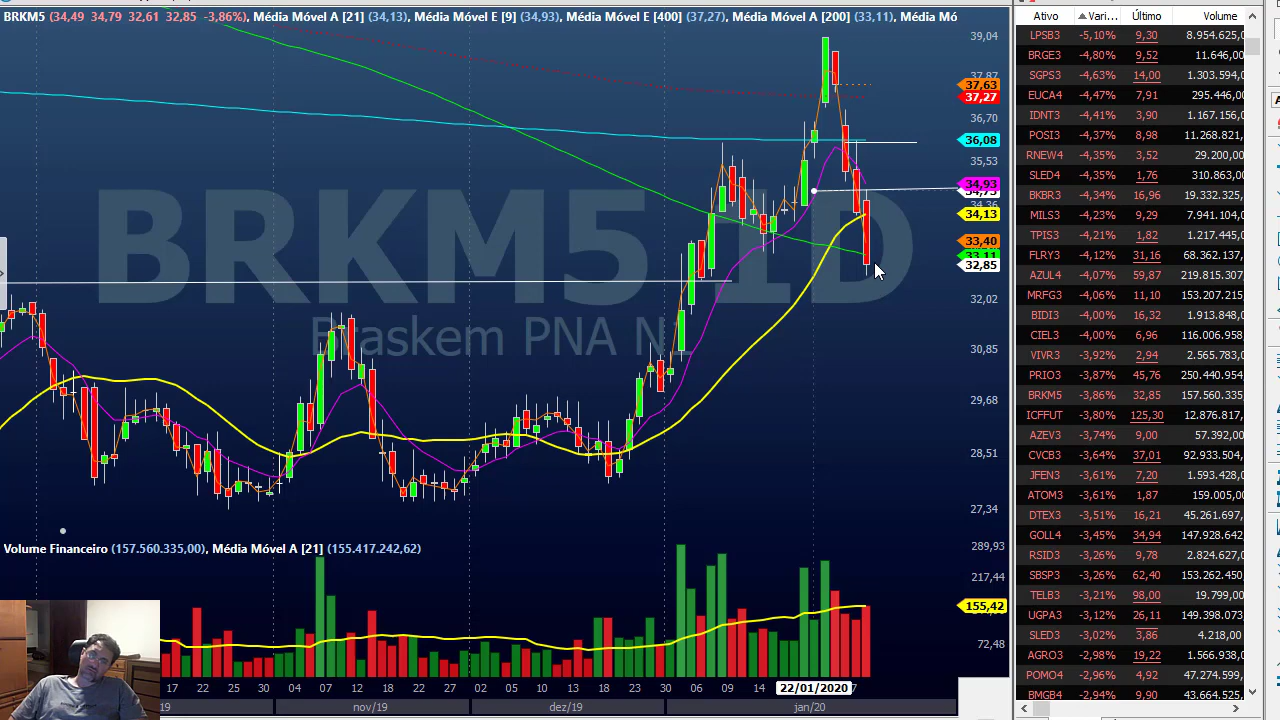 BRKM5 (34,49 34,79 32,61 32,85 -3,86%), Média Móvel A [21] (34,13), Média Móvel E [9] (34,93), Média Móvel E [400] (37,27), Média Móvel A [200] (33,11), Média Mó
BRKM5 1D
Braskem PNA N1
39,04
37,87
37,63
37,27
36,70
36,08
35,53
34,93
34,36
34,13
33,40
33,11
32,85
32,02
30,85
29,68
28,51
27,34
Volume Financeiro (157.560.335,00), Média Móvel A [21] (155.417.242,62)
289,93
217,44
155,42
72,48
17 22 25 30 04 07 12 18 22 27 02 05 10 13 18 23 30 06 09 14 22/01/2020
19 nov/19 dez/19 jan/20
Ativo Vari... Último Volume
LPSB3 -5,10% 9,30 8.954.625,0
BRGE3 -4,80% 9,52 11.646,00
SGPS3 -4,63% 14,00 1.303.594,0
EUCA4 -4,47% 7,91 295.446,00
IDNT3 -4,41% 3,90 1.167.156,0
POSI3 -4,37% 8,98 11.268.821,
RNEW4 -4,35% 3,52 29.200,00
SLED4 -4,35% 1,76 310.863,00
BKBR3 -4,34% 16,96 19.332.325,
MILS3 -4,23% 9,29 7.941.104,0
TPIS3 -4,21% 1,82 1.217.445,0
FLRY3 -4,12% 31,16 68.362.137,
AZUL4 -4,07% 59,87 219.815.307
MRFG3 -4,06% 11,10 153.207.215,
BIDI3 -4,00% 16,32 1.913.848,0
CIEL3 -4,00% 6,96 116.006.958
VIVR3 -3,92% 2,94 2.565.783,0
PRIO3 -3,87% 45,76 250.440.954
BRKM5 -3,86% 32,85 157.560.335,
ICFFUT -3,80% 125,30 12.876.817,
AZEV3 -3,74% 9,00 57.392,00
CVCB3 -3,64% 37,01 92.933.504,
JFEN3 -3,61% 7,20 1.593.428,0
ATOM3 -3,61% 1,87 159.005,00
DTEX3 -3,51% 16,21 45.261.697,
GOLL4 -3,45% 34,94 147.928.642
RSID3 -3,26% 9,78 2.824.627,0
SBSP3 -3,26% 62,40 153.262.450
TELB3 -3,21% 98,00 19.799,00
UGPA3 -3,12% 26,11 149.398.073,
SLED3 -3,02% 3,86 4.218,00
AGRO3 -2,98% 19,22 1.566.938,0
POMO4 -2,96% 4,92 47.274.599,
BMGB4 -2,94% 9,90 43.664.525,